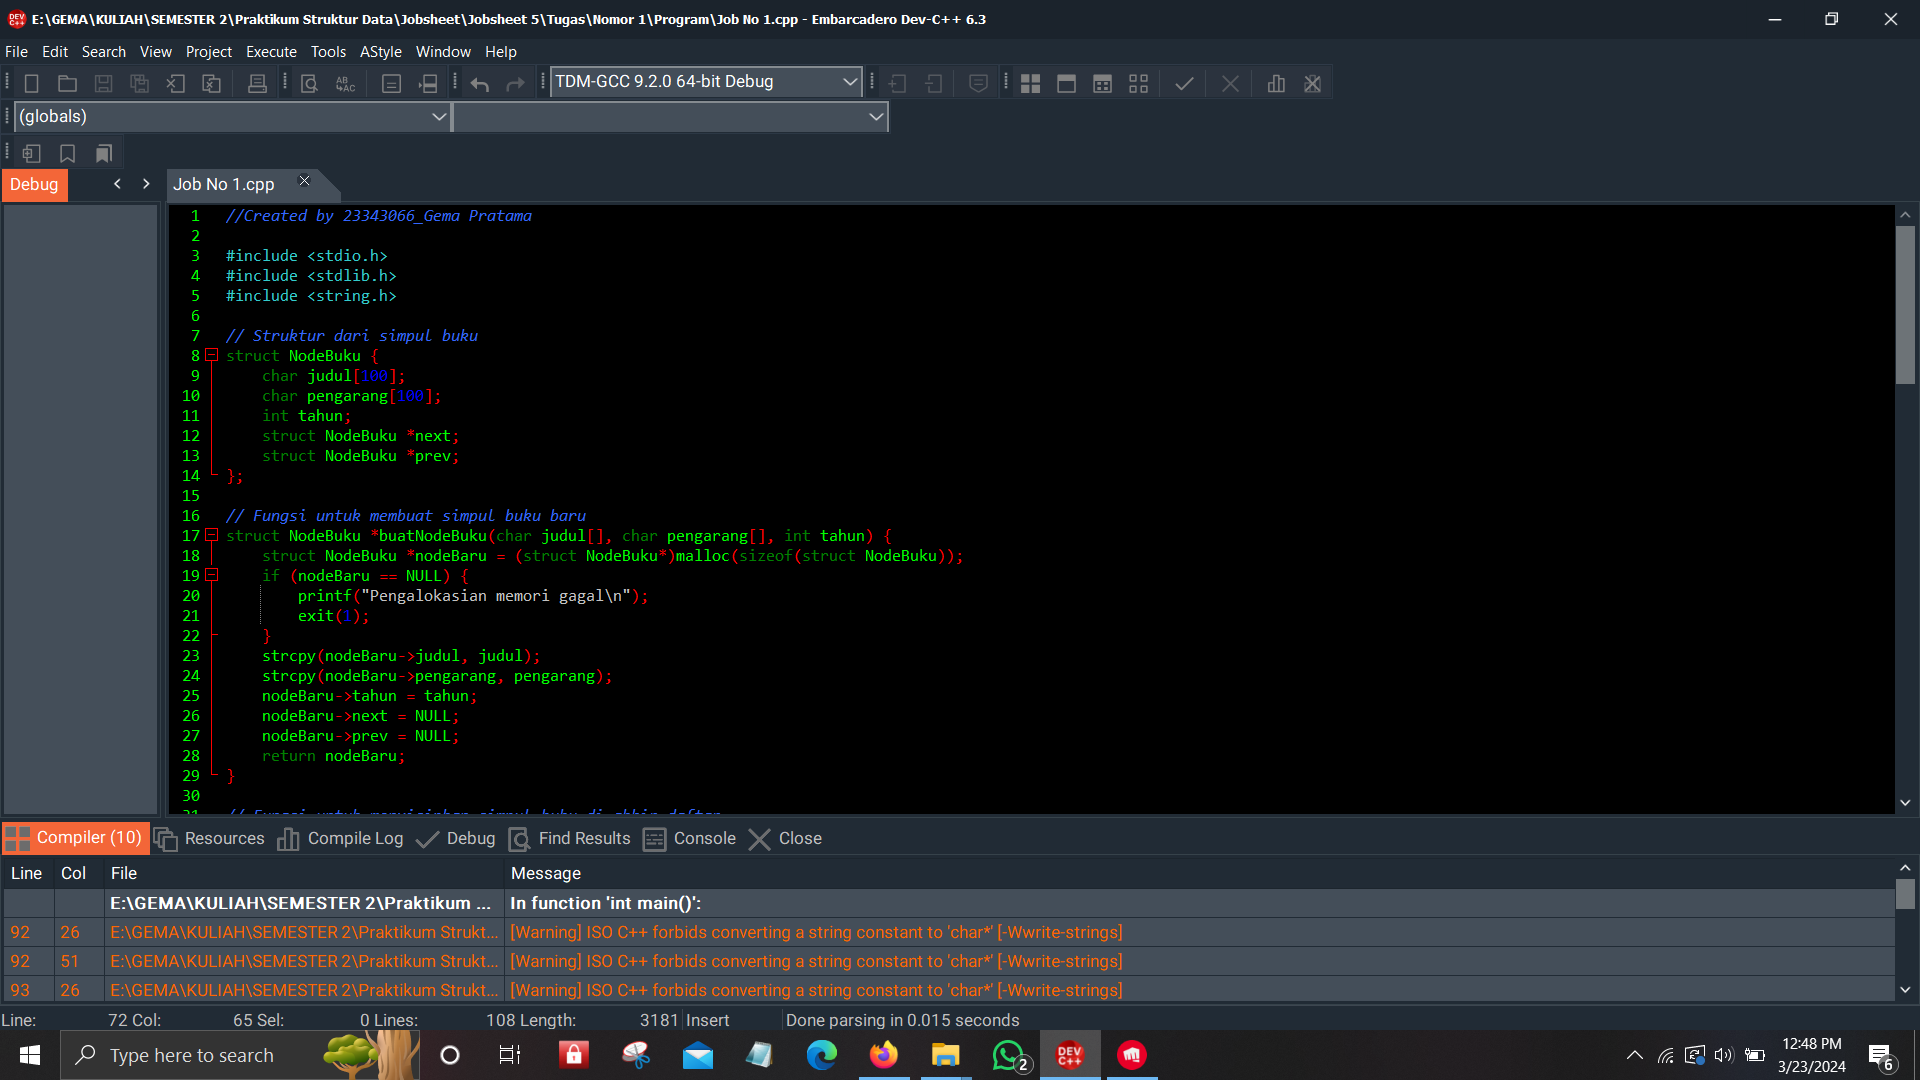 E:\GEMA\KULIAH\SEMESTER 2\Praktikum Struktur Data\Jobsheet\Jobsheet 5\Tugas\Nomor 1\Program\Job No 1.cpp - Embarcadero Dev-C++ 6.3
File Edit Search View Project Execute Tools AStyle Window Help
TDM-GCC 9.2.0 64-bit Debug
(globals)
Debug
Job No 1.cpp
1 //Created by 23343066_Gema Pratama
2
3 #include <stdio.h>
4 #include <stdlib.h>
5 #include <string.h>
6
7 // Struktur dari simpul buku
8 struct NodeBuku {
9 char judul[100];
10 char pengarang[100];
11 int tahun;
12 struct NodeBuku *next;
13 struct NodeBuku *prev;
14 };
15
16 // Fungsi untuk membuat simpul buku baru
17 struct NodeBuku *buatNodeBuku(char judul[], char pengarang[], int tahun) {
18 struct NodeBuku *nodeBaru = (struct NodeBuku*)malloc(sizeof(struct NodeBuku));
19 if (nodeBaru == NULL) {
20 printf("Pengalokasian memori gagal\n");
21 exit(1);
22 }
23 strcpy(nodeBaru->judul, judul);
24 strcpy(nodeBaru->pengarang, pengarang);
25 nodeBaru->tahun = tahun;
26 nodeBaru->next = NULL;
27 nodeBaru->prev = NULL;
28 return nodeBaru;
29 }
30
31 // Fungsi untuk menyisipkan simpul buku di akhir daftar
Compiler (10) Resources Compile Log Debug Find Results Console Close
Line Col File Message
E:\GEMA\KULIAH\SEMESTER 2\Praktikum ... In function 'int main()':
92 26 E:\GEMA\KULIAH\SEMESTER 2\Praktikum Strukt... [Warning] ISO C++ forbids converting a string constant to 'char*' [-Wwrite-strings]
92 51 E:\GEMA\KULIAH\SEMESTER 2\Praktikum Strukt... [Warning] ISO C++ forbids converting a string constant to 'char*' [-Wwrite-strings]
93 26 E:\GEMA\KULIAH\SEMESTER 2\Praktikum Strukt... [Warning] ISO C++ forbids converting a string constant to 'char*' [-Wwrite-strings]
Line: 72 Col: 65 Sel: 0 Lines: 108 Length: 3181 Insert Done parsing in 0.015 seconds
Type here to search
2
DEV C++
12:48 PM
3/23/2024
6